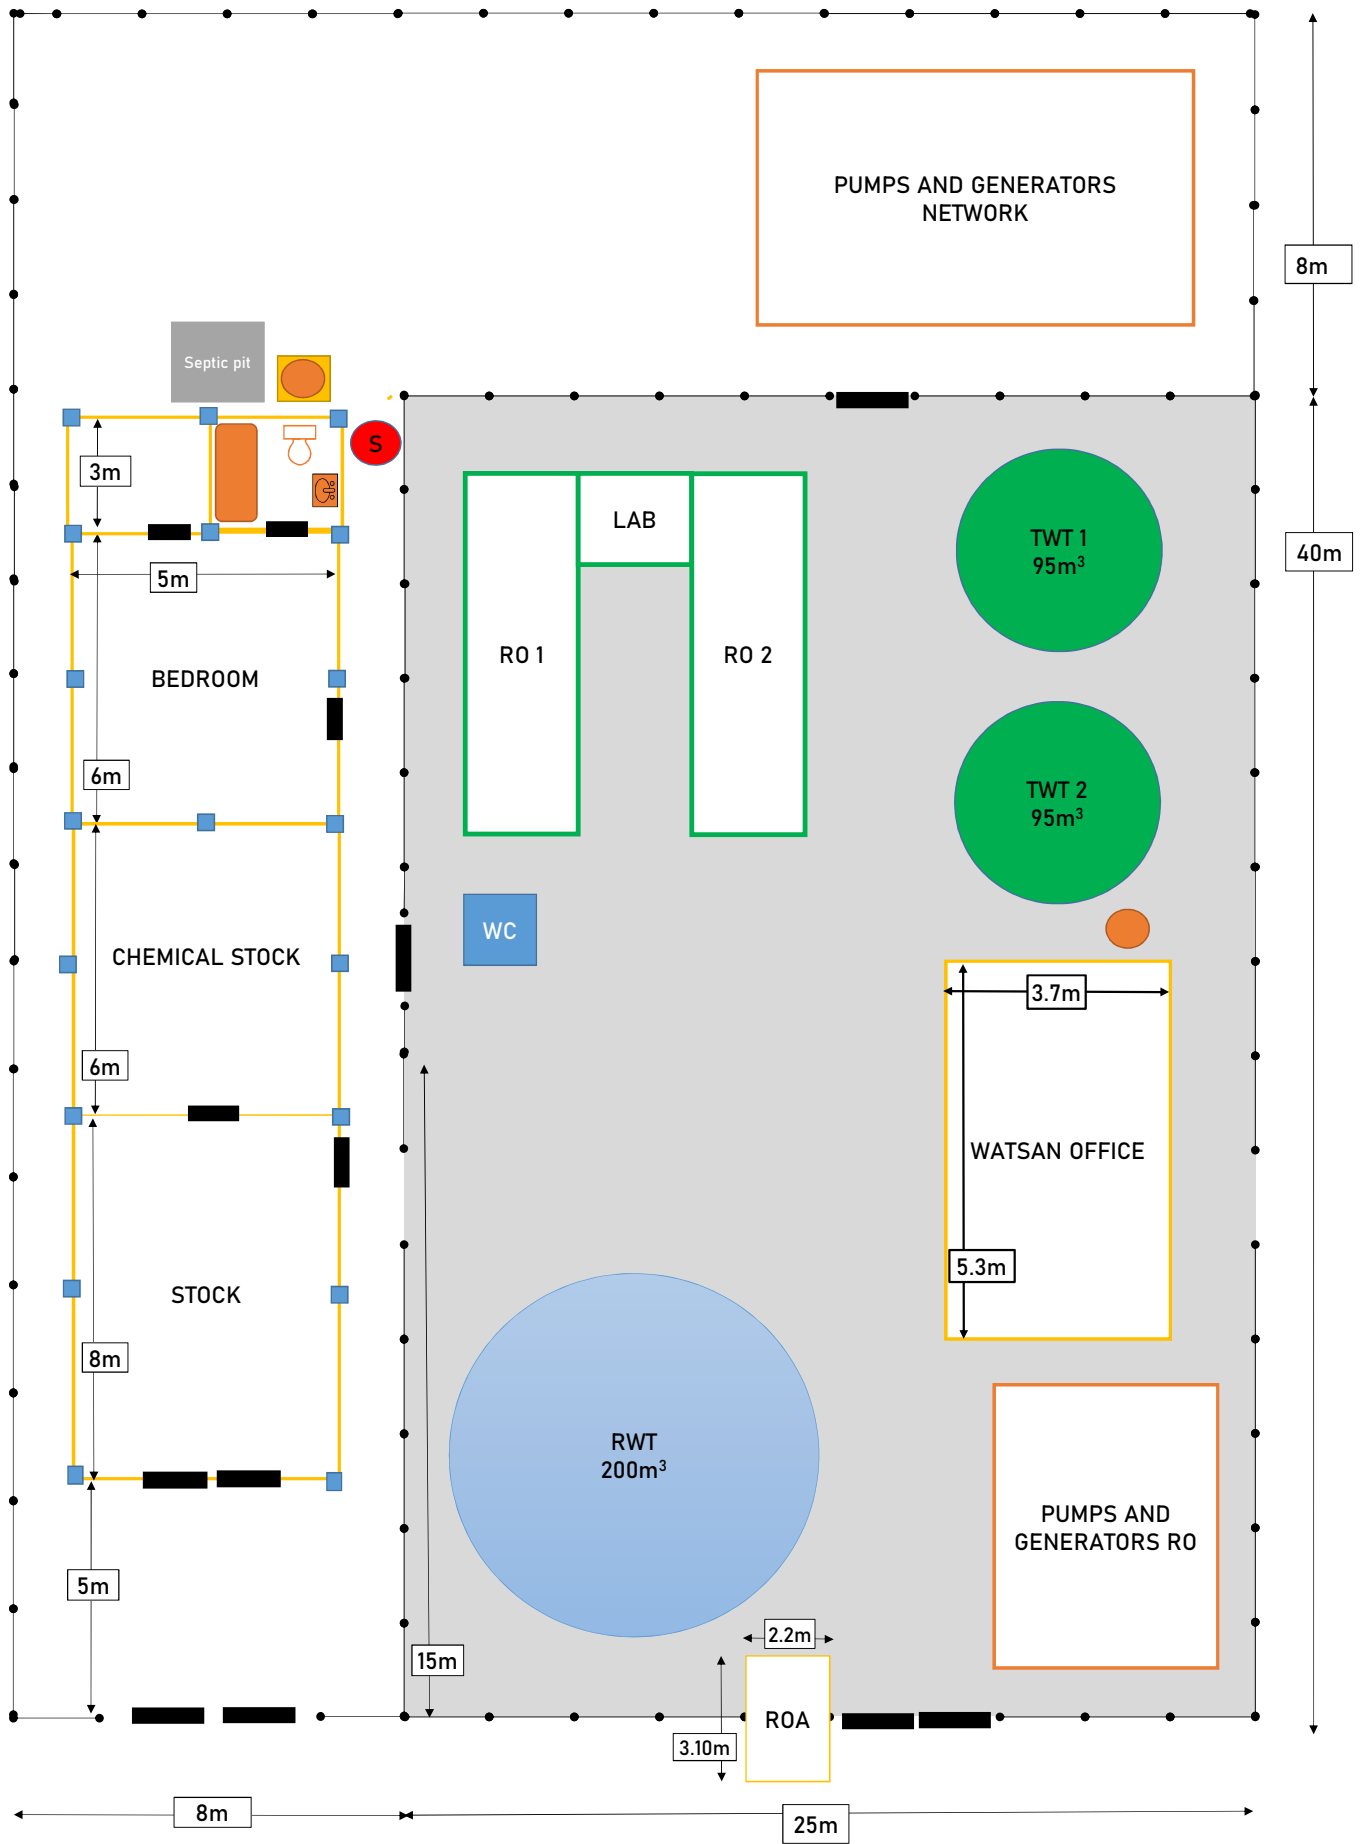 PUMPS AND GENERATORS
NETWORK
8m
Septic pit
S
3m
LAB
TWT 1
95m³
40m
5m
RO 1
RO 2
BEDROOM
6m
TWT 2
95m³
WC
CHEMICAL STOCK
3.7m
6m
WATSAN OFFICE
5.3m
STOCK
8m
RWT
200m³
PUMPS AND
GENERATORS RO
5m
2.2m
15m
ROA
3.10m
8m
25m